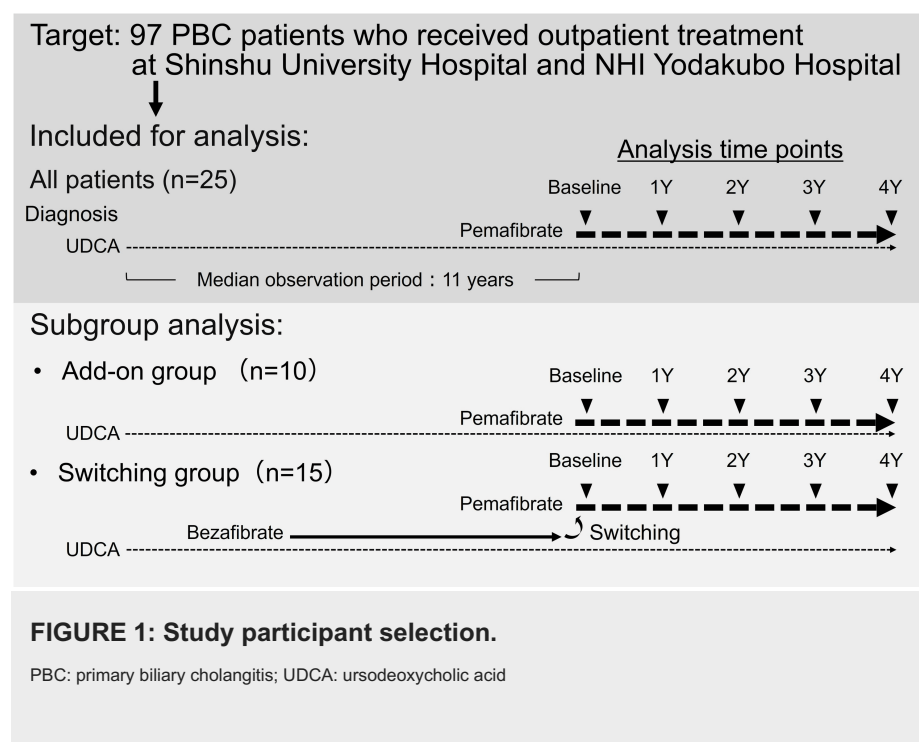 Target: 97 PBC patients who received outpatient treatment
at Shinshu University Hospital and NHI Yodakubo Hospital
Included for analysis:
Analysis time points
All patients (n=25)
Baseline 1Y 2Y 3Y 4Y
Diagnosis
Pemafibrate
UDCA
Median observation period：11 years
Subgroup analysis:
• Add-on group （n=10）
Baseline 1Y 2Y 3Y 4Y
Pemafibrate
UDCA
• Switching group（n=15）
Baseline 1Y 2Y 3Y 4Y
Pemafibrate
Bezafibrate Switching
UDCA
FIGURE 1: Study participant selection.
PBC: primary biliary cholangitis; UDCA: ursodeoxycholic acid